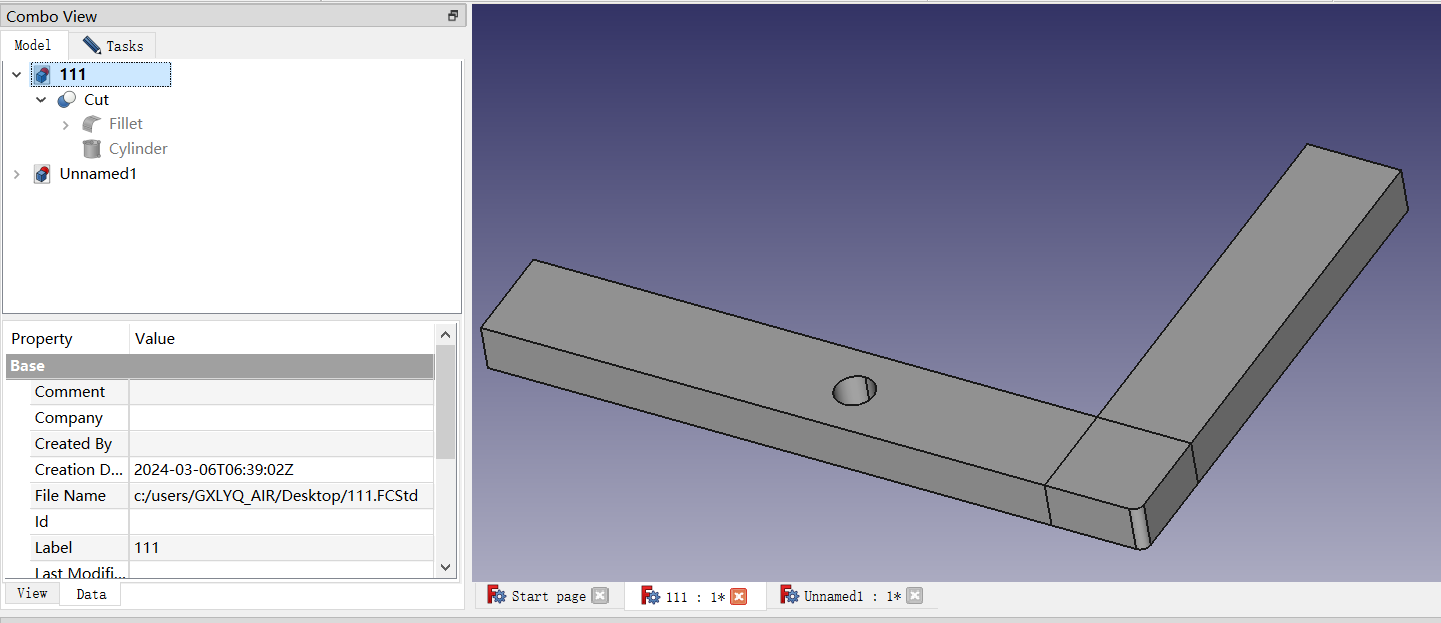 Combo View
Model Tasks
111
Cut
Fillet
Cylinder
Unnamed1
Property Value
Base
Comment
Company
Created By
Creation D... 2024-03-06T06:39:02Z
File Name c:/users/GXLYQ_AIR/Desktop/111.FCStd
Id
Label 111
Last Modifi...
View Data
Start page 111 : 1* Unnamed1 : 1*